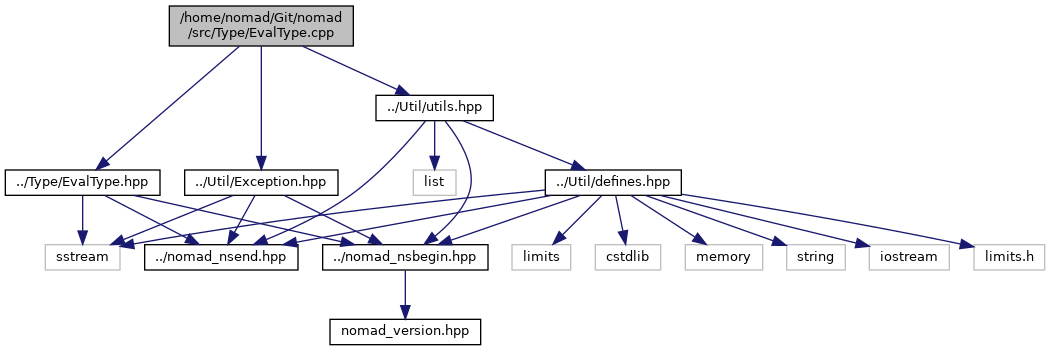 /home/nomad/Git/nomad
/src/Type/EvalType.cpp
../Util/utils.hpp
../Type/EvalType.hpp
../Util/Exception.hpp
list
../Util/defines.hpp
sstream
../nomad_nsend.hpp
../nomad_nsbegin.hpp
limits
cstdlib
memory
string
iostream
limits.h
nomad_version.hpp